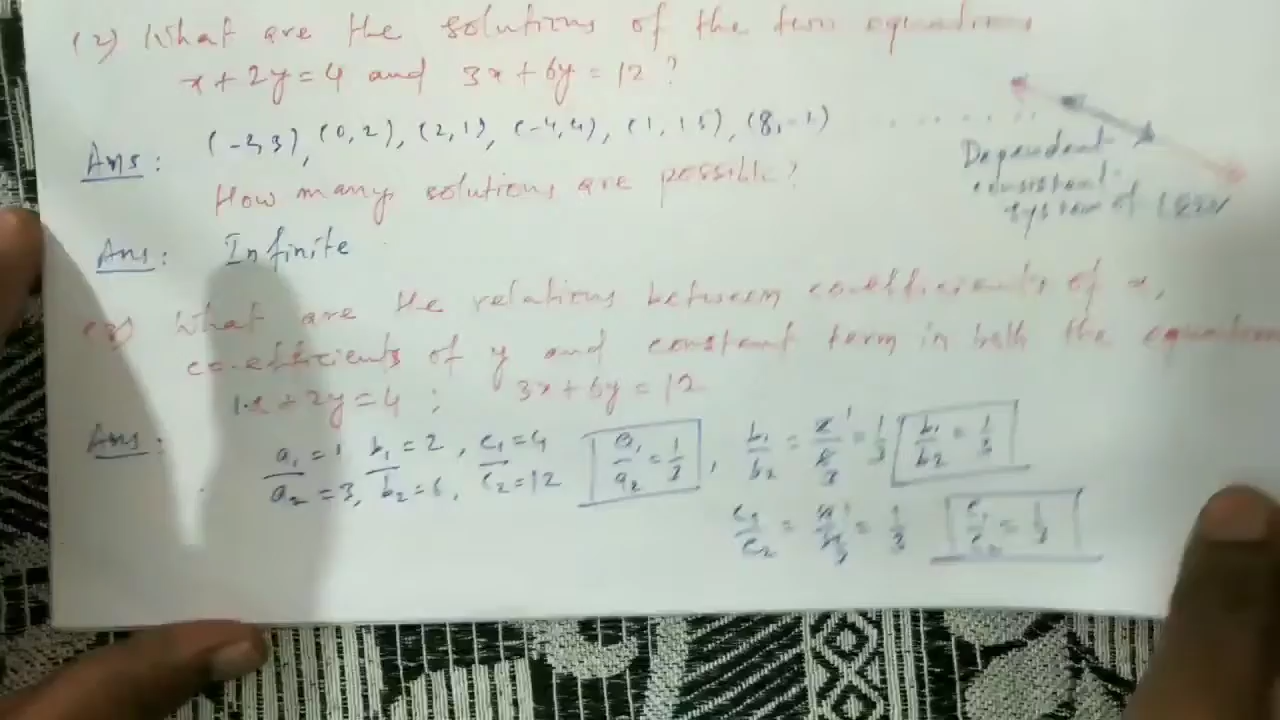 (2) What are the solutions of the two equations
x + 2y = 4 and 3x + 6y = 12 ?
Ans: (-2,3), (0,2), (2,1), (-4,4), (1,1.5), (8,-1) ..........
How many solutions are possible?
Ans: Infinite
Dependent
consistent
system of
(3) What are the relations between coefficients of x,
coefficients of y and constant term in both the equations
1·x + 2y = 4 ; 3x + 6y = 12
Ans: a₁ = 1 b₁ = 2, c₁ = 4
a₂ = 3, b₂ = 6, c₂ = 12
a₁/a₂ = 1/3, b₁/b₂ = 2/6 = 1/3 b₁/b₂ = 1/3
c₁/c₂ = 4/12 = 1/3 c₁/c₂ = 1/3